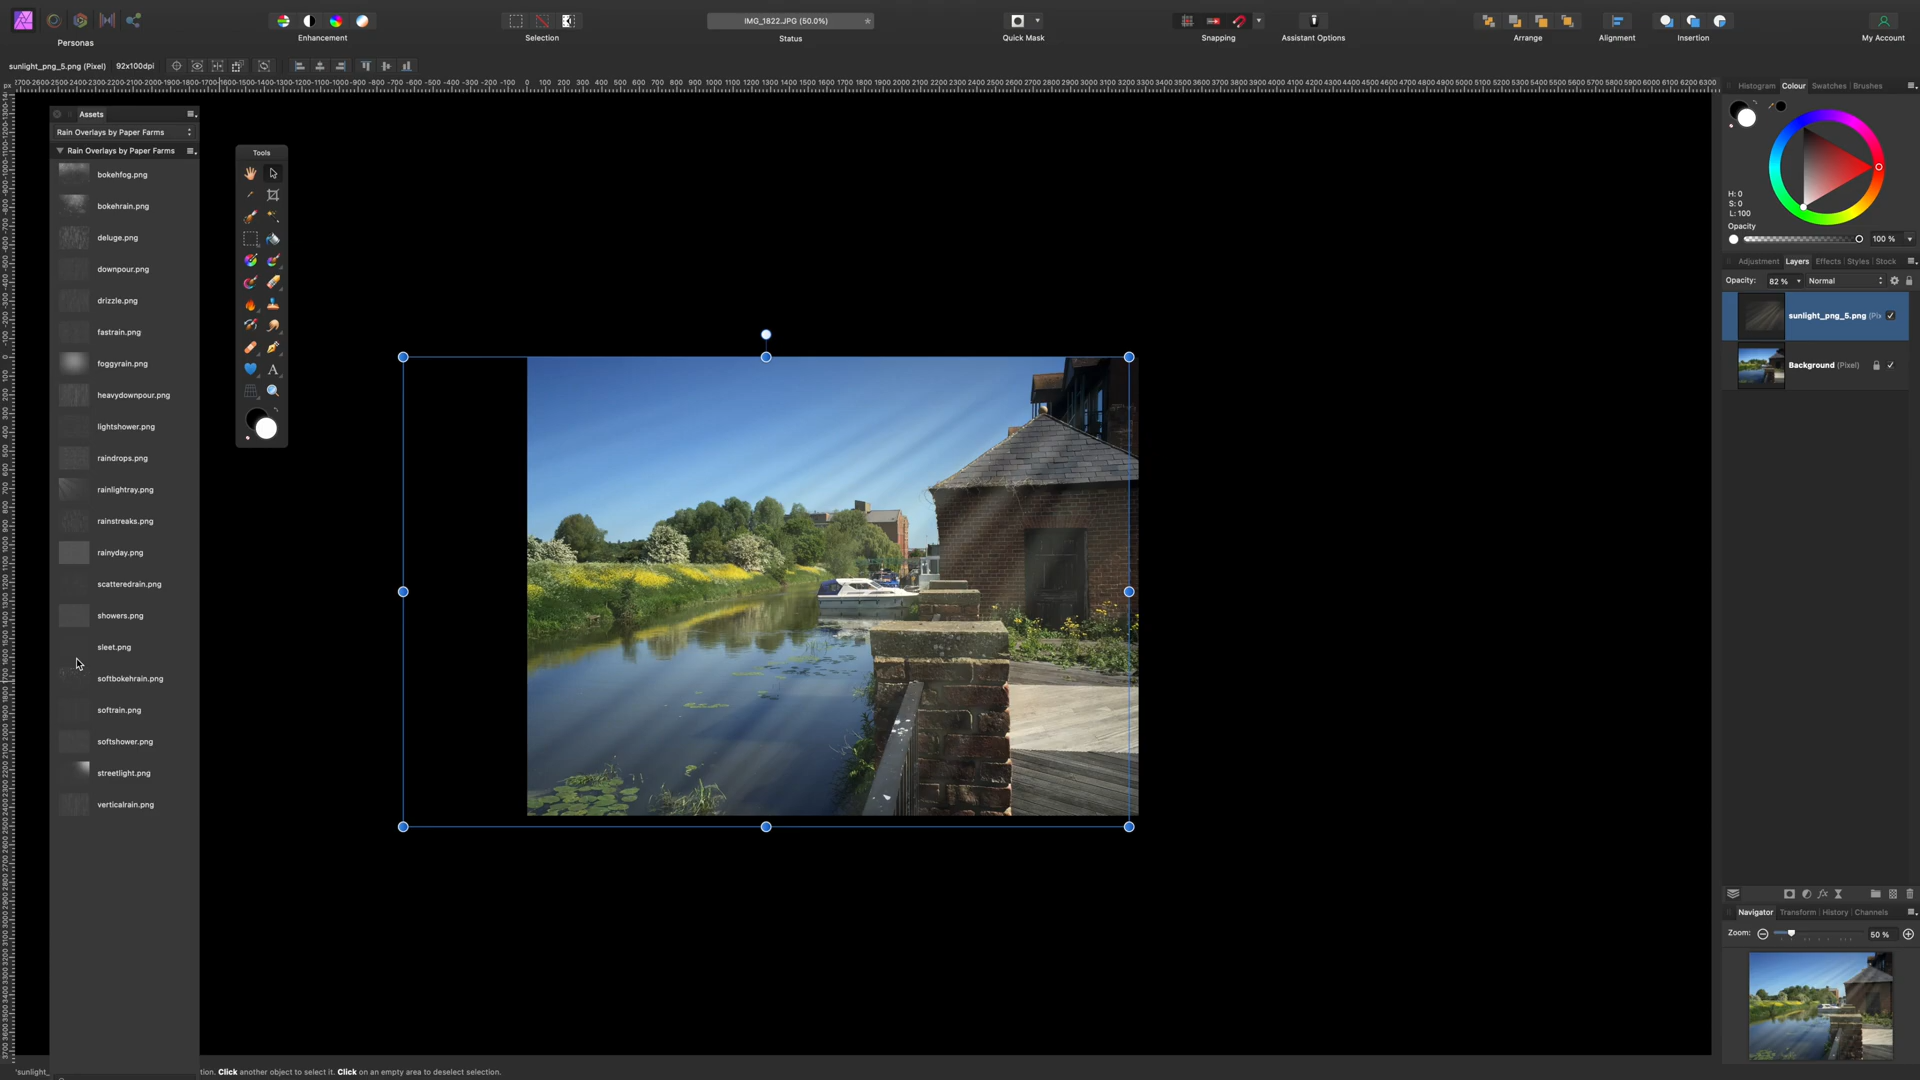 Personas
Enhancement
Selection
IMG_1822.JPG (50.0%)
Status
Quick Mask
Snapping
Assistant Options
Arrange
Alignment
Insertion
My Account
sunlight_png_5.png (Pixel) 92x100dpi
px
Assets
Rain Overlays by Paper Farms
Rain Overlays by Paper Farms
bokehfog.png
bokehrain.png
deluge.png
downpour.png
drizzle.png
fastrain.png
foggyrain.png
heavydownpour.png
lightshower.png
raindrops.png
rainlightray.png
rainstreaks.png
rainyday.png
scatteredrain.png
showers.png
sleet.png
softbokehrain.png
softrain.png
softshower.png
streetlight.png
verticalrain.png
Tools
A
Histogram Colour Swatches Brushes
H: 0
S: 0
L: 100
Opacity
100 %
Adjustment Layers Effects Styles Stock
Opacity: 82 % Normal
sunlight_png_5.png (Pix
Background (Pixel)
fx
Navigator Transform History Channels
Zoom: 50 %
'sunlight_ tion. Click another object to select it. Click on an empty area to deselect selection.